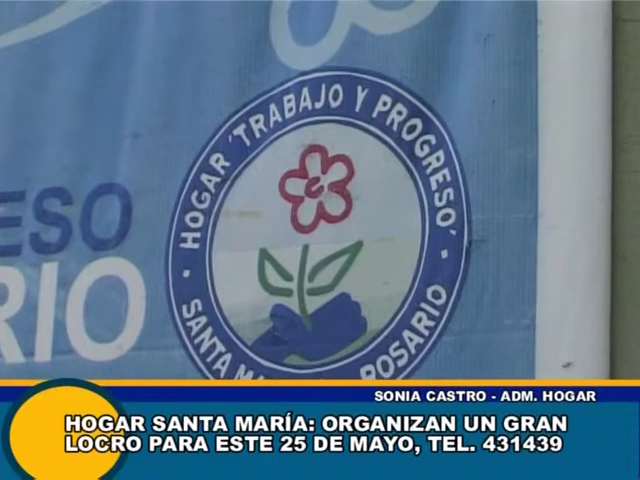 HOGAR 'TRABAJO Y PROGRESO'
SANTA
ROSARIO
ESO
RIO
SONIA CASTRO - ADM. HOGAR
HOGAR SANTA MARÍA: ORGANIZAN UN GRAN
LOCRO PARA ESTE 25 DE MAYO, TEL. 431439